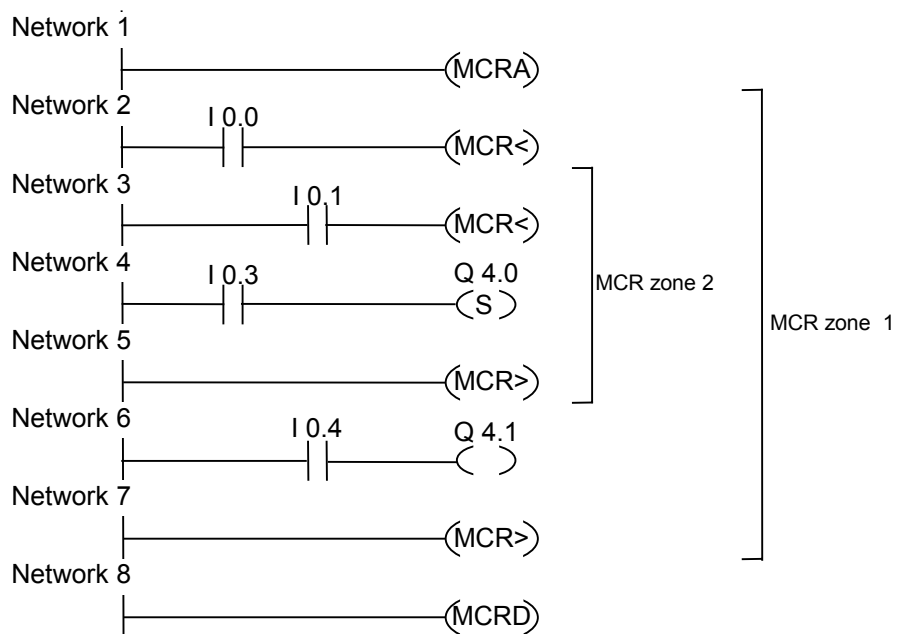 Network 1
(MCRA)
Network 2
I 0.0
(MCR<)
Network 3
I 0.1
(MCR<)
Network 4
I 0.3
Q 4.0
(S)
MCR zone 2
MCR zone 1
Network 5
(MCR>)
Network 6
I 0.4
Q 4.1
Network 7
(MCR>)
Network 8
(MCRD)